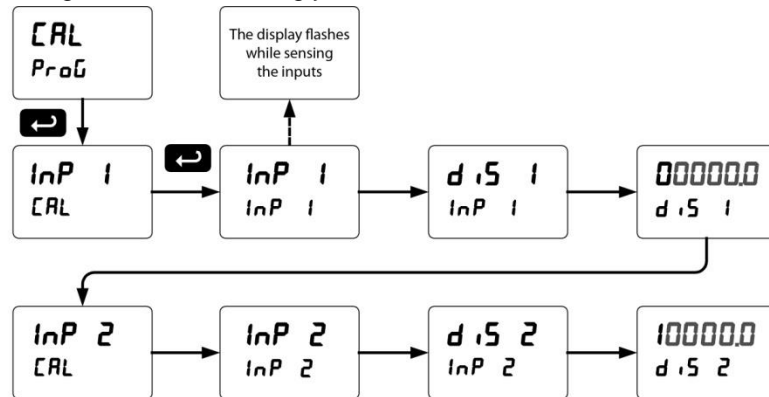 CAL
ProG
The display flashes
while sensing
the inputs
InP 1
CAL
InP 1
InP 1
diS 1
InP 1
00000.0
diS 1
InP 2
CAL
InP 2
InP 2
diS 2
InP 2
10000.0
diS 2